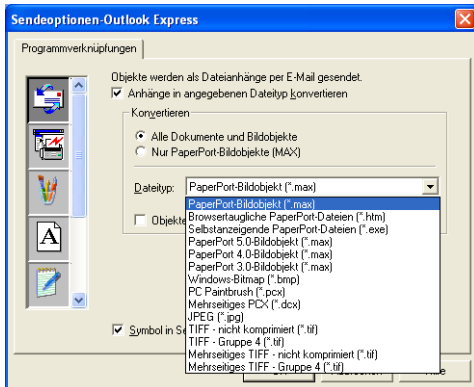 Sendeoptionen-Outlook Express
Programmverknüpfungen
Objekte werden als Dateianhänge per E-Mail gesendet.
Anhänge in angegebenen Dateityp konvertieren
Konvertieren
Alle Dokumente und Bildobjekte
Nur PaperPort-Bildobjekte (MAX)
Dateityp: PaperPort-Bildobjekt (*.max)
PaperPort-Bildobjekt (*.max)
Browsertaugliche PaperPort-Dateien (*.htm)
Objekte
Selbstanzeigende PaperPort-Dateien (*.exe)
PaperPort 5.0-Bildobjekt (*.max)
PaperPort 4.0-Bildobjekt (*.max)
PaperPort 3.0-Bildobjekt (*.max)
Windows-Bitmap (*.bmp)
PC Paintbrush (*.pcx)
Mehrseitiges PCX (*.dcx)
JPEG (*.jpg)
Symbol in Se
TIFF - nicht komprimiert (*.tif)
TIFF - Gruppe 4 (*.tif)
Mehrseitiges TIFF - nicht komprimiert (*.tif)
Mehrseitiges TIFF - Gruppe 4 (*.tif)